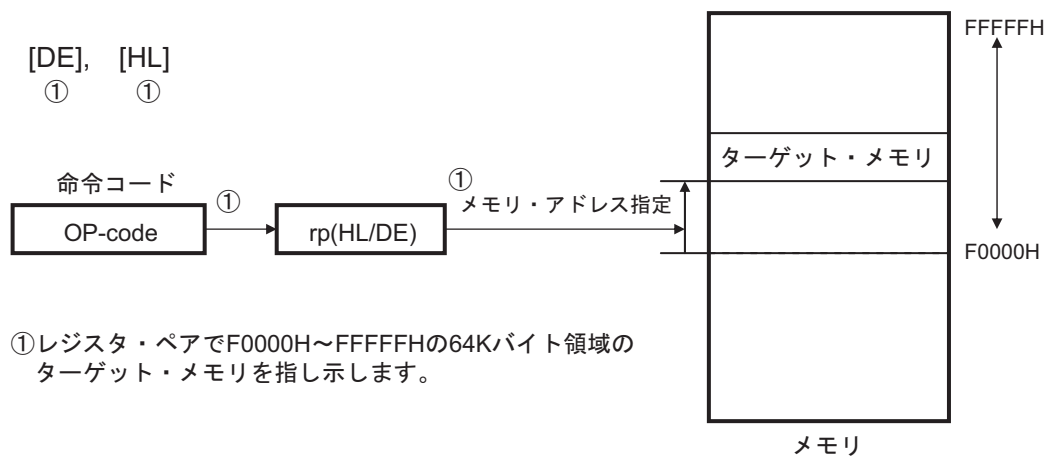 [DE], [HL]
① ①
命令コード
OP-code
①
rp(HL/DE)
①
メモリ・アドレス指定
ターゲット・メモリ
FFFFFH
F0000H
メモリ
①レジスタ・ペアでF0000H～FFFFFHの64Kバイト領域の
ターゲット・メモリを指し示します。